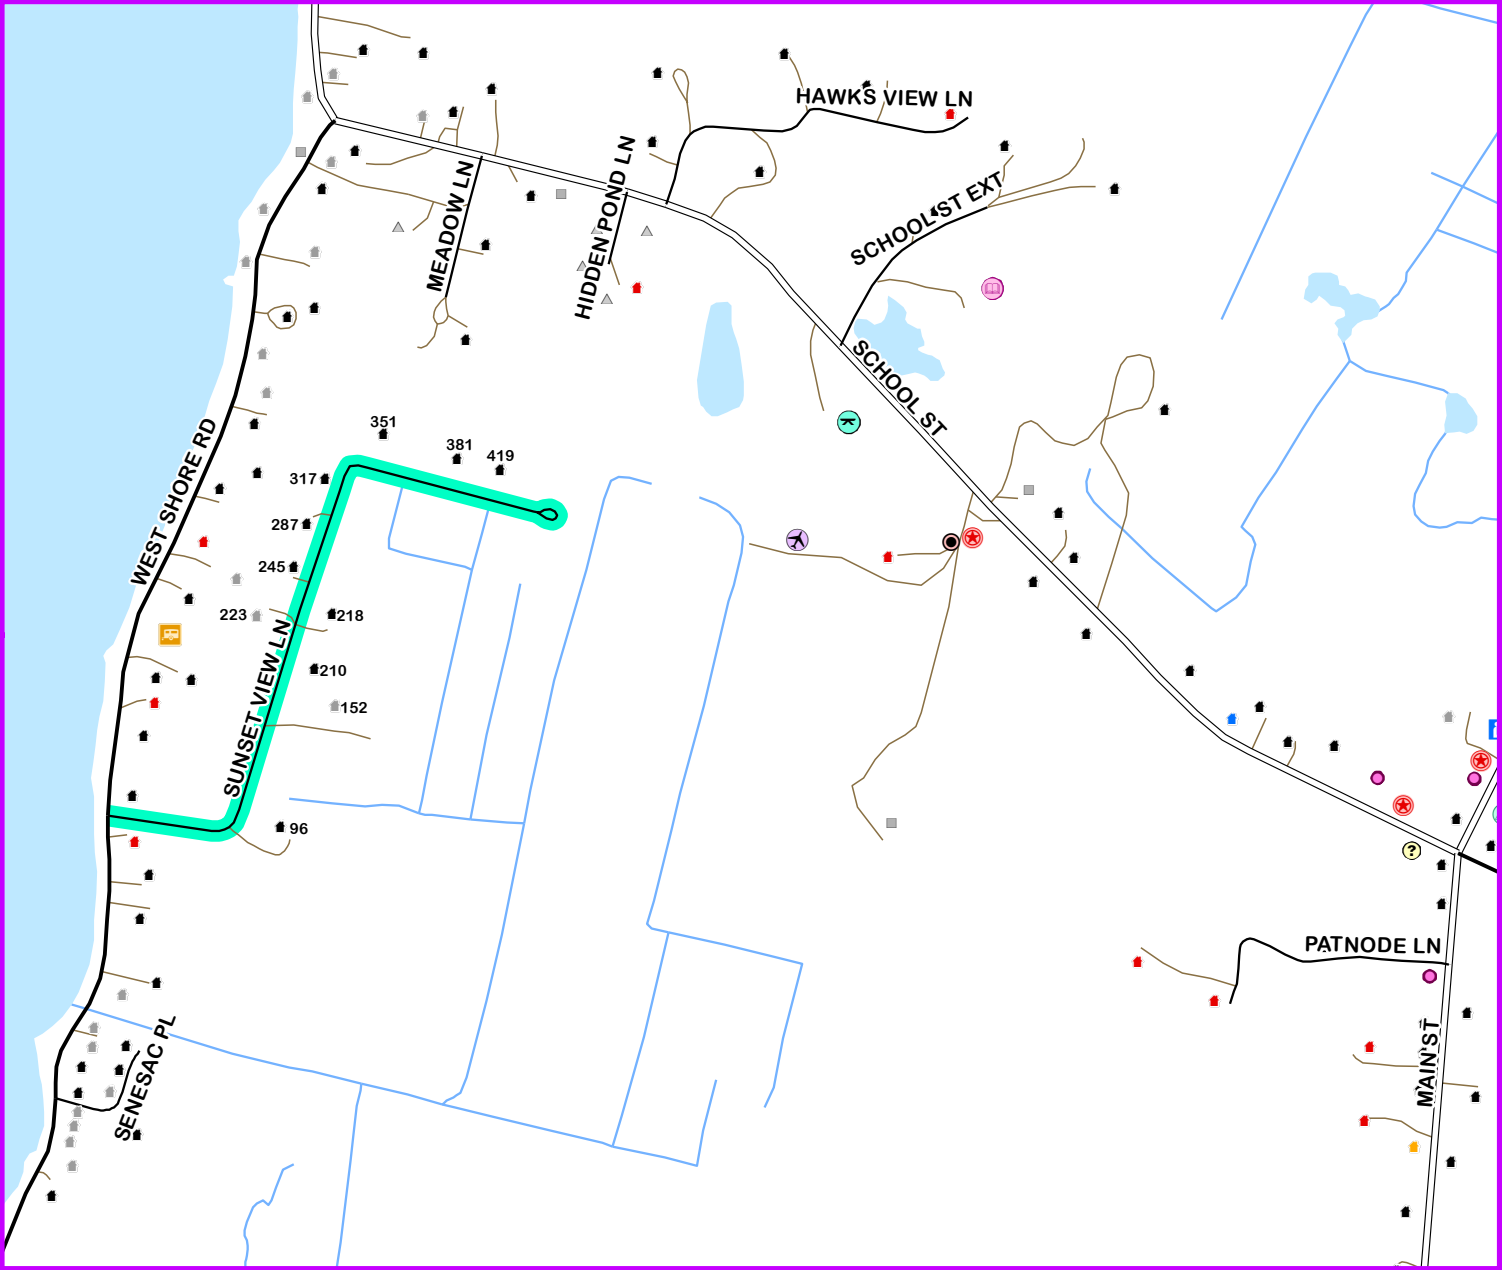 HAWKS VIEW LN
HIDDEN POND LN
MEADOW LN
SCHOOL ST EXT
SCHOOL ST
WEST SHORE RD
351
381
419
317
287
245
223
218
210
152
SUNSET VIEW LN
96
?
PATNODE LN
MAIN ST
SENESAC PL